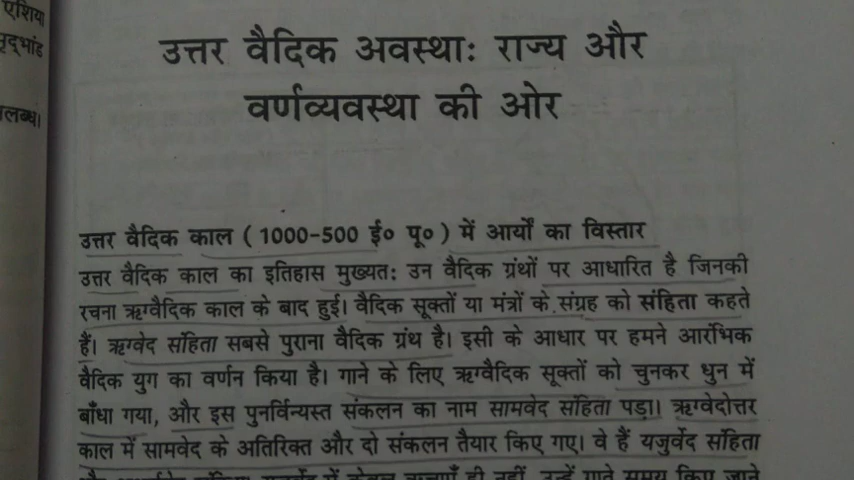 एशिया
मृद्भांड
उत्तर वैदिक अवस्थाः राज्य और
वर्णव्यवस्था की ओर
उत्तर वैदिक काल ( 1000-500 ई० पू० ) में आर्यों का विस्तार
उत्तर वैदिक काल का इतिहास मुख्यतः उन वैदिक ग्रंथों पर आधारित है जिनकी
रचना ऋग्वैदिक काल के बाद हुई। वैदिक सूक्तों या मंत्रों के संग्रह को संहिता कहते
हैं। ऋग्वेद संहिता सबसे पुराना वैदिक ग्रंथ है। इसी के आधार पर हमने आरंभिक
वैदिक युग का वर्णन किया है। गाने के लिए ऋग्वैदिक सूक्तों को चुनकर धुन में
बाँधा गया, और इस पुनर्विन्यस्त संकलन का नाम सामवेद संहिता पड़ा। ऋग्वेदोत्तर
काल में सामवेद के अतिरिक्त और दो संकलन तैयार किए गए। वे हैं यजुर्वेद संहिता